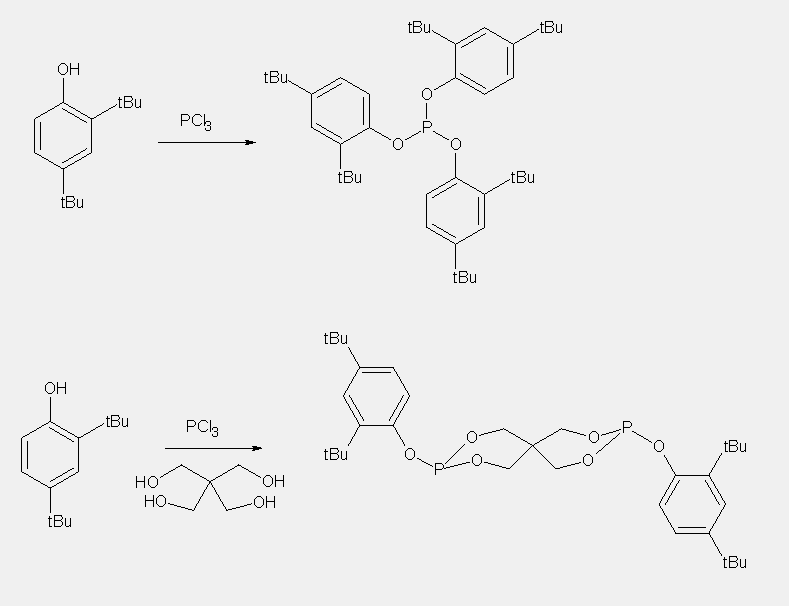 tBu tBu
OH tBu
tBu O
PCl3 P
O O
tBu tBu
tBu
tBu
tBu
OH
tBu PCl3 O O P O tBu
tBu O P O O
HO OH
HO OH
tBu
tBu